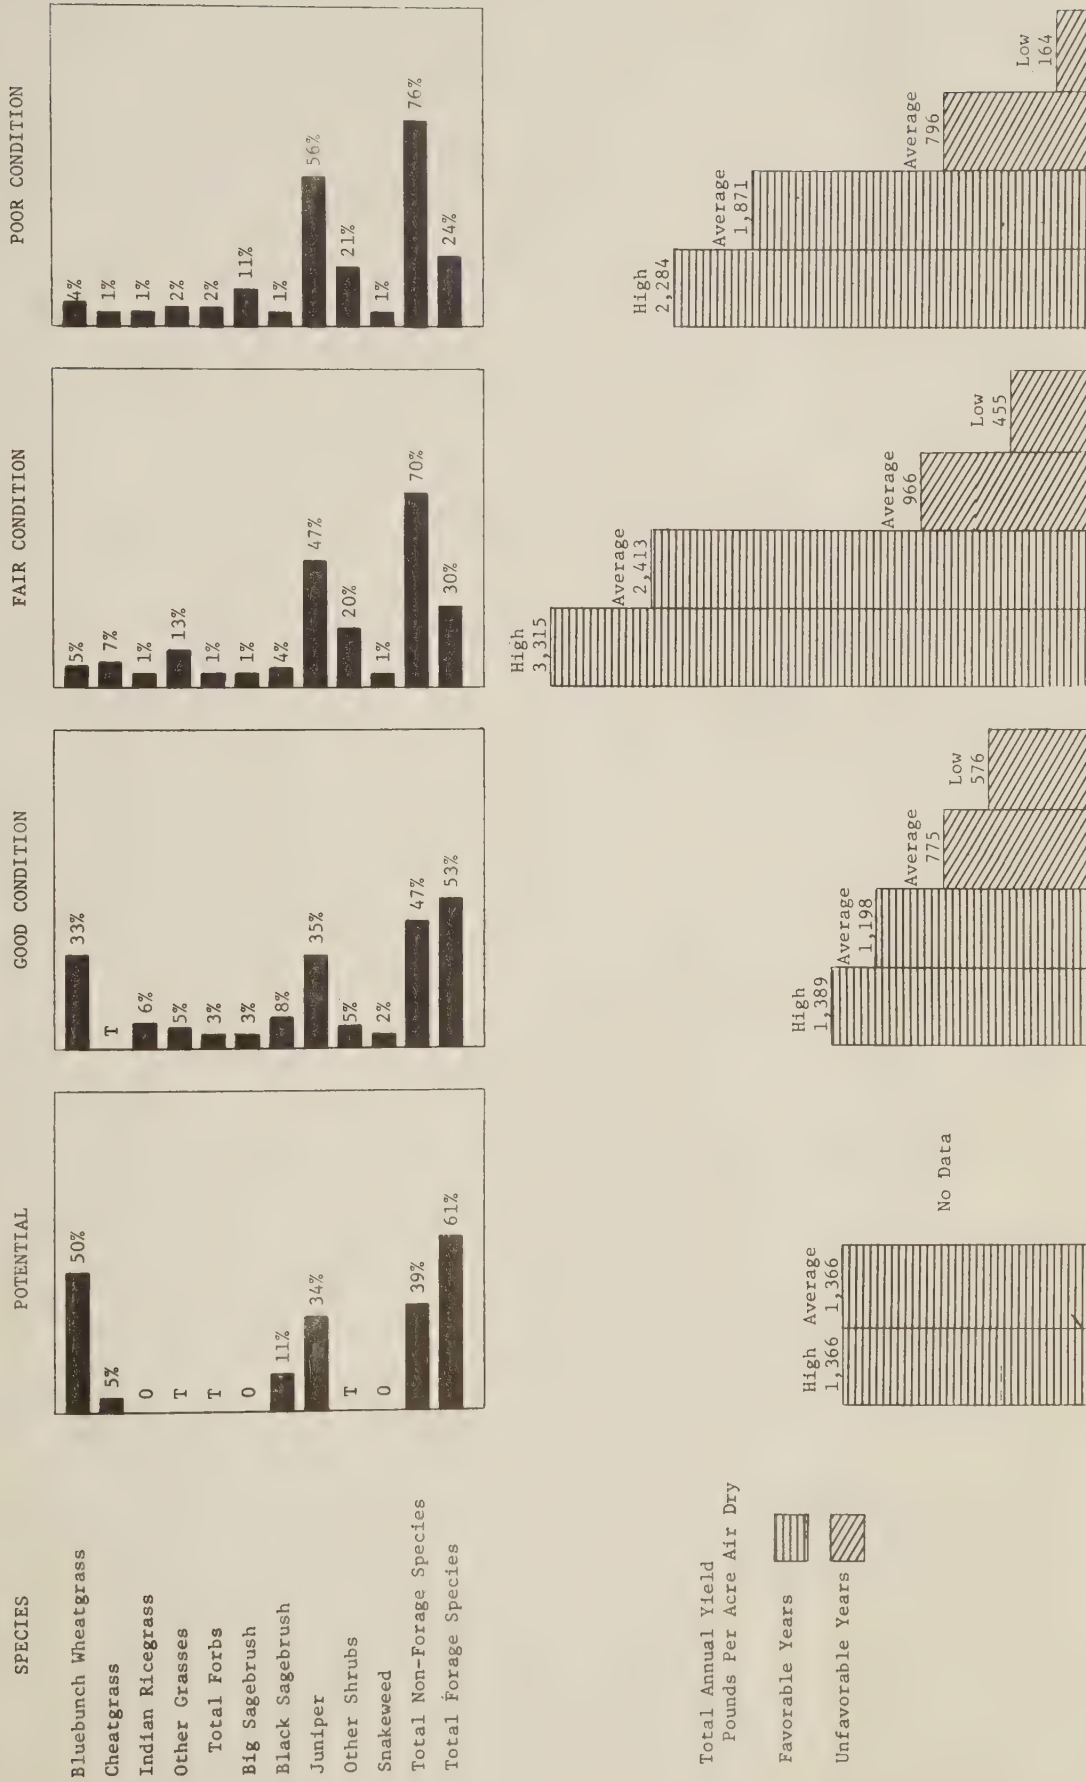 SPECIES
POTENTIAL
GOOD CONDITION
FAIR CONDITION
POOR CONDITION
Bluebunch Wheatgrass
50%
33%
5%
4%
Cheatgrass
5%
T
7%
1%
Indian Ricegrass
O
6%
1%
1%
Other Grasses
T
5%
13%
2%
Total Forbs
T
3%
1%
2%
Big Sagebrush
O
3%
1%
11%
Black Sagebrush
11%
8%
4%
1%
Juniper
34%
35%
47%
56%
Other Shrubs
T
5%
20%
21%
Snakeweed
O
2%
1%
1%
Total Non-Forage Species
39%
47%
70%
76%
Total Forage Species
61%
53%
30%
24%
Total Annual Yield
Pounds Per Acre Air Dry
Favorable Years
Unfavorable Years
High
1,366
Average
1,366
No Data
High
1,389
Average
1,198
Average
775
Low
576
High
3,315
Average
2,413
Average
966
Low
455
High
2,284
Average
1,871
Average
796
Low
164